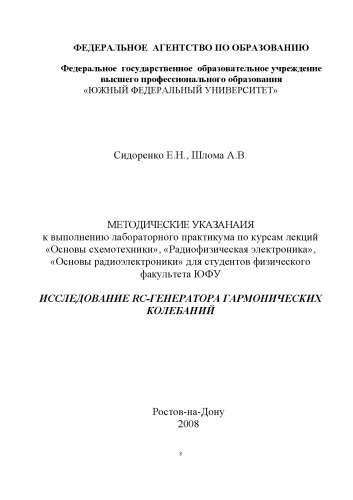 ФЕДЕРАЛЬНОЕ АГЕНТСТВО ПО ОБРАЗОВАНИЮ
Федеральное государственное образовательное учреждение
высшего профессионального образования
«ЮЖНЫЙ ФЕДЕРАЛЬНЫЙ УНИВЕРСИТЕТ»
Сидоренко Е.Н., Шлома А.В.
МЕТОДИЧЕСКИЕ УКАЗАНАИЯ
к выполнению лабораторного практикума по курсам лекций
«Основы схемотехники», «Радиофизическая электроника»,
«Основы радиоэлектроники» для студентов физического
факультета ЮФУ
ИССЛЕДОВАНИЕ RC-ГЕНЕРАТОРА ГАРМОНИЧЕСКИХ
КОЛЕБАНИЙ
Ростов-на-Дону
2008
3